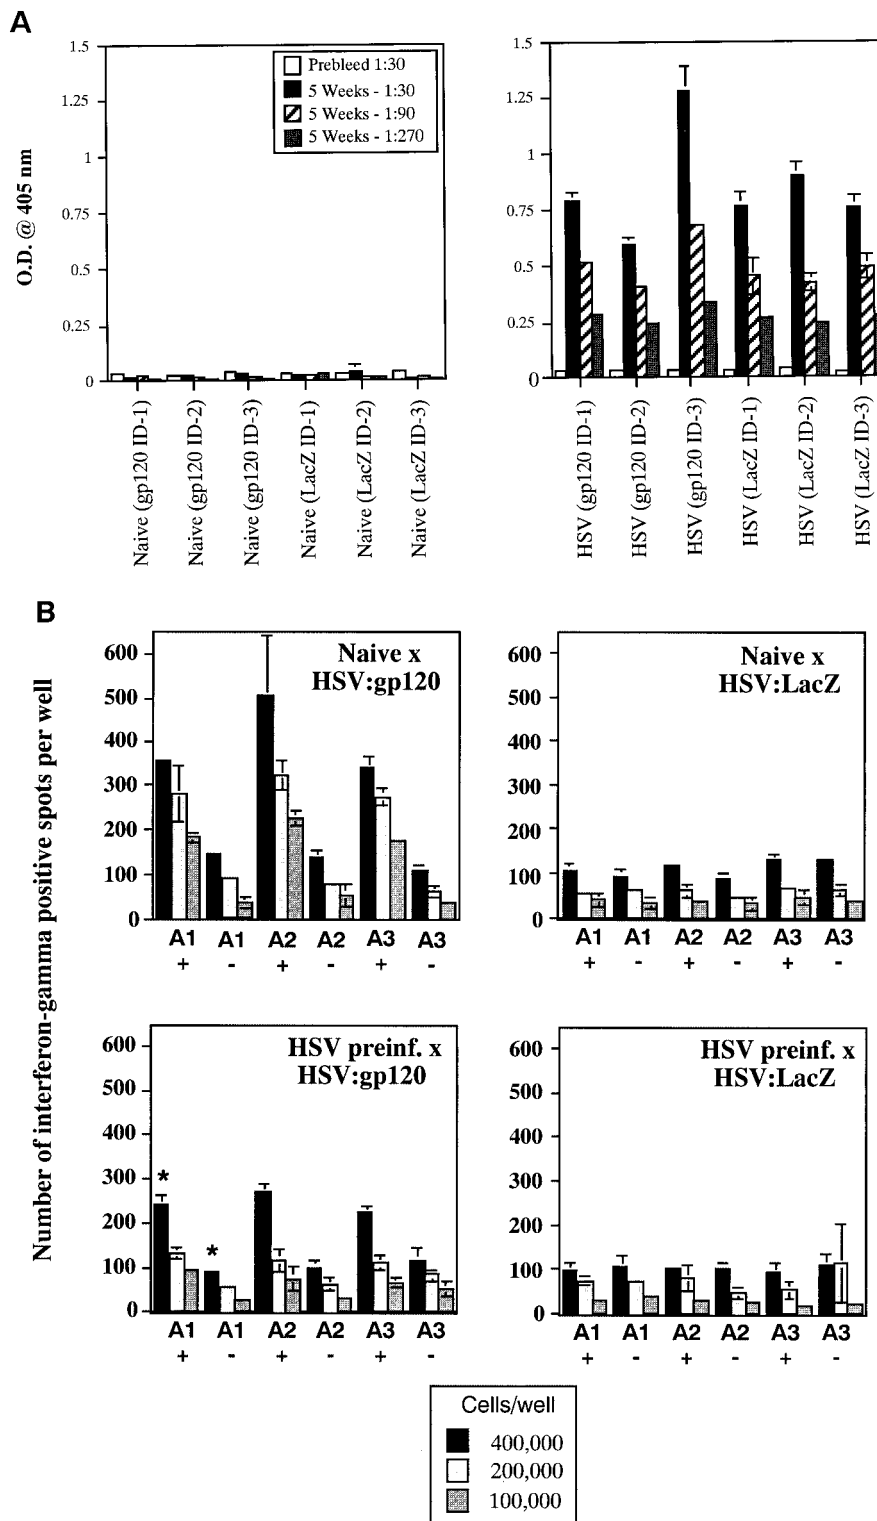 A
1.5
1.25
1
0.75
0.5
0.25
0
O.D. @ 405 nm
Prebleed 1:30
5 Weeks - 1:30
5 Weeks - 1:90
5 Weeks - 1:270
Naive (gp120 ID-1)
Naive (gp120 ID-2)
Naive (gp120 ID-3)
Naive (LacZ ID-1)
Naive (LacZ ID-2)
Naive (LacZ ID-3)
1.5
1.25
1
0.75
0.5
0.25
0
HSV (gp120 ID-1)
HSV (gp120 ID-2)
HSV (gp120 ID-3)
HSV (LacZ ID-1)
HSV (LacZ ID-2)
HSV (LacZ ID-3)
B
Number of interferon-gamma positive spots per well
600
500
400
300
200
100
0
Naive x
HSV:gp120
A1 A1 A2 A2 A3 A3
+ - + - + -
600
500
400
300
200
100
0
Naive x
HSV:LacZ
A1 A1 A2 A2 A3 A3
+ - + - + -
600
500
400
300
200
100
0
HSV preinf. x
HSV:gp120
* *
A1 A1 A2 A2 A3 A3
+ - + - + -
600
500
400
300
200
100
0
HSV preinf. x
HSV:LacZ
A1 A1 A2 A2 A3 A3
+ - + - + -
Cells/well
400,000
200,000
100,000